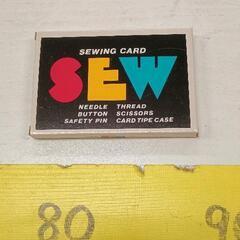 SEWING CARD
SEW
NEEDLE THREAD
BUTTON SCISSORS
SAFETY PIN CARD TIPE CASE
80